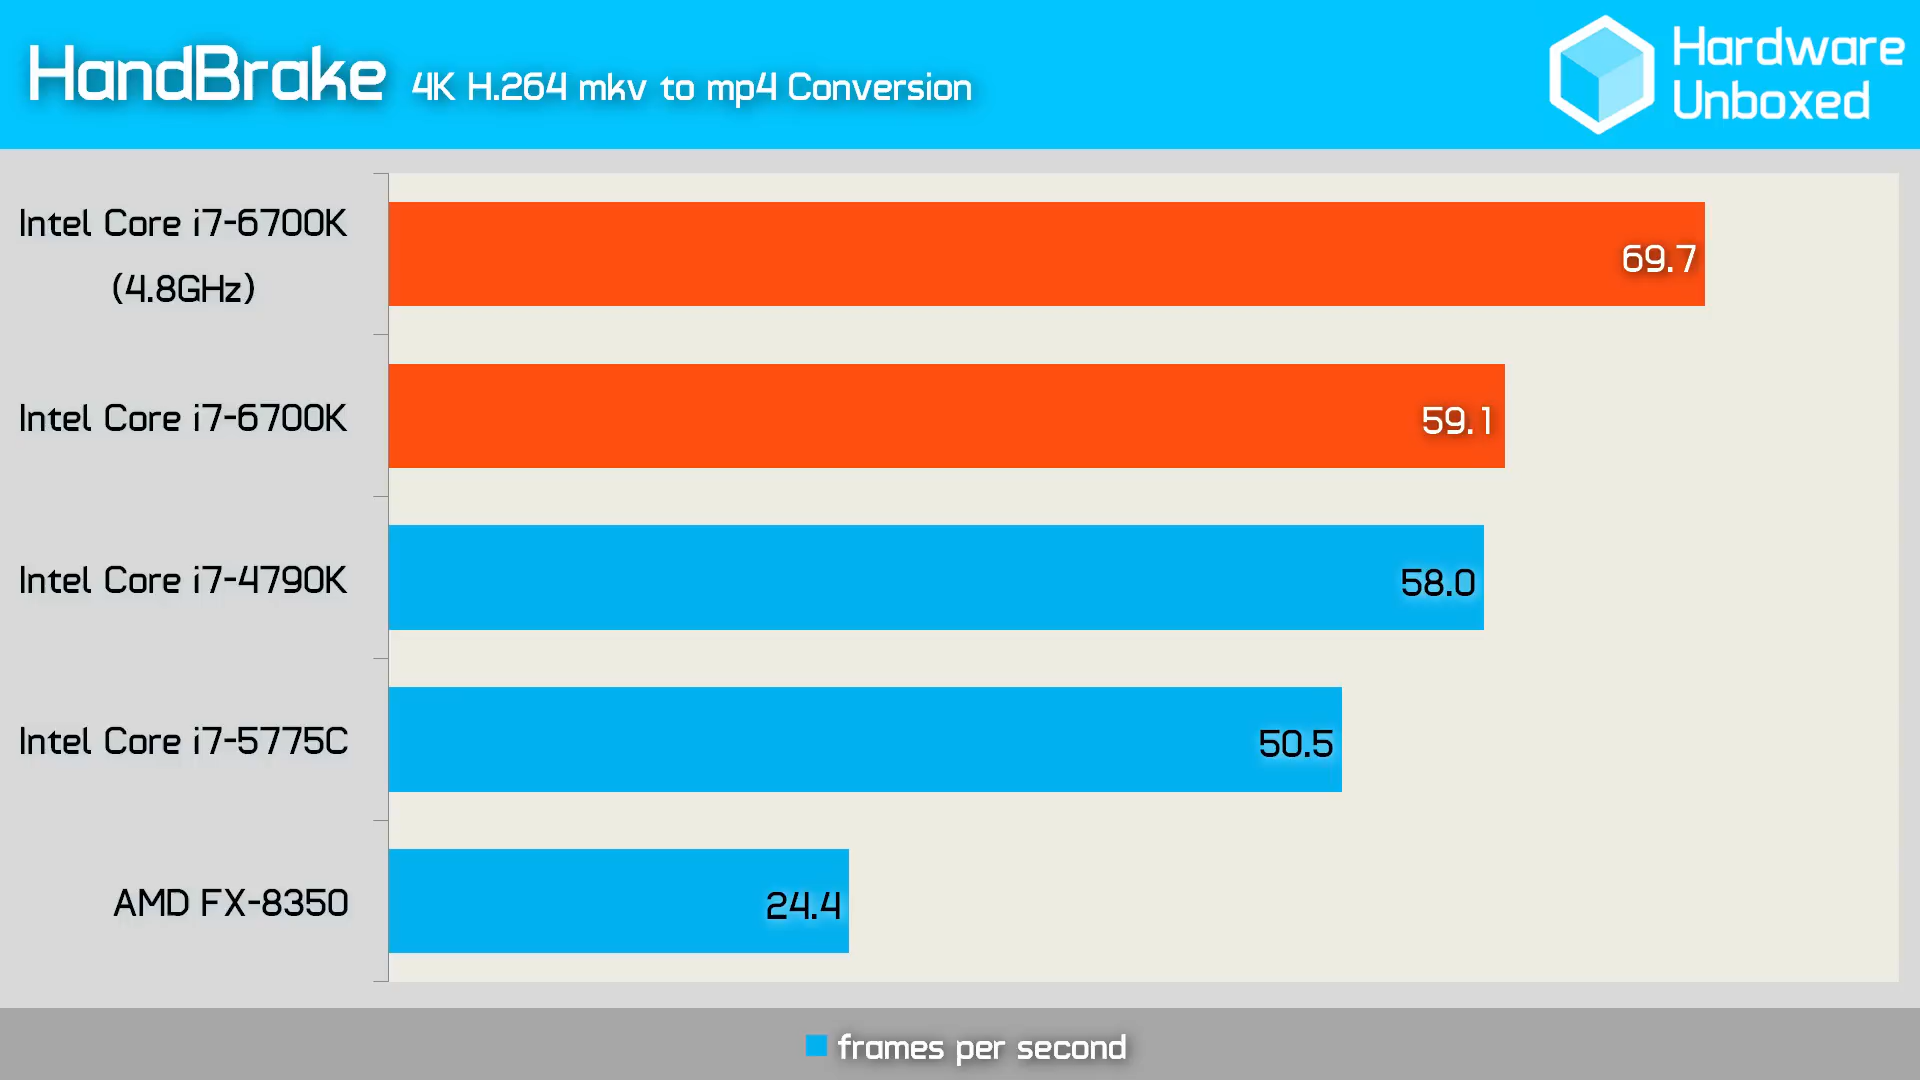 HandBrake 4K H.264 mkv to mp4 Conversion
Hardware
Unboxed
Intel Core i7-6700K
(4.8GHz)
69.7
Intel Core i7-6700K
59.1
Intel Core i7-4790K
58.0
Intel Core i7-5775C
50.5
AMD FX-8350
24.4
frames per second